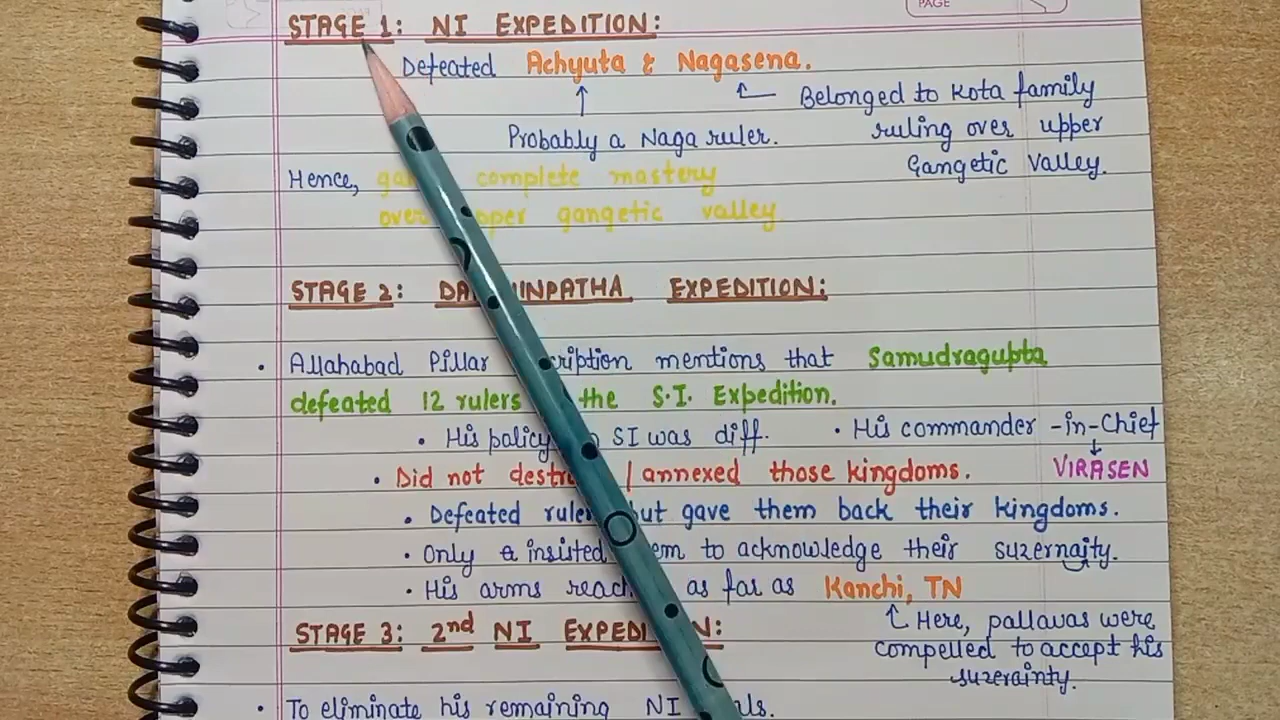 PAGE
STAGE 1: NI EXPEDITION:
Defeated Achyuta & Nagasena.
Belonged to Kota family
ruling over upper
Gangetic Valley.
Probably a Naga ruler.
Hence, complete mastery
gangetic valley
STAGE 2: EXPEDITION:
• Allahabad Pillar mentions that Samudragupta
defeated 12 rulers the S.I. Expedition.
• His policy SI was diff.
• His commander-in-Chief
VIRASEN
• Did not / annexed those kingdoms.
• Defeated but gave them back their kingdoms.
• Only insisted to acknowledge their suzernaity.
• His arms as far as Kanchi, TN
Here, pallavas were
compelled to accept his
suzerainty.
STAGE 3: 2nd NI
• To eliminate his remaining NI